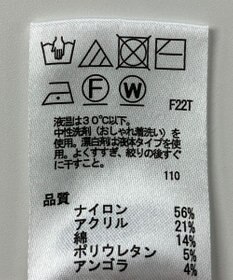 F W
F22T
液温は30℃以下。
中性洗剤(おしゃれ着洗い)を
使用。漂白剤は液体タイプを使
用。よくすすぎ、絞りの後すぐ
に干すこと。
110
品質
ナイロン 56%
アクリル 21%
綿 14%
ポリウレタン 5%
アンゴラ 4%